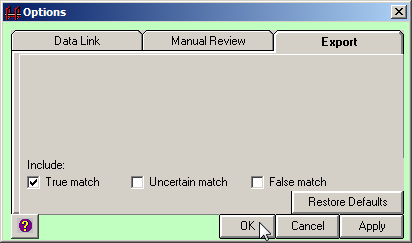 Options
Data Link Manual Review Export
Include:
True match Uncertain match False match
Restore Defaults
? OK Cancel Apply